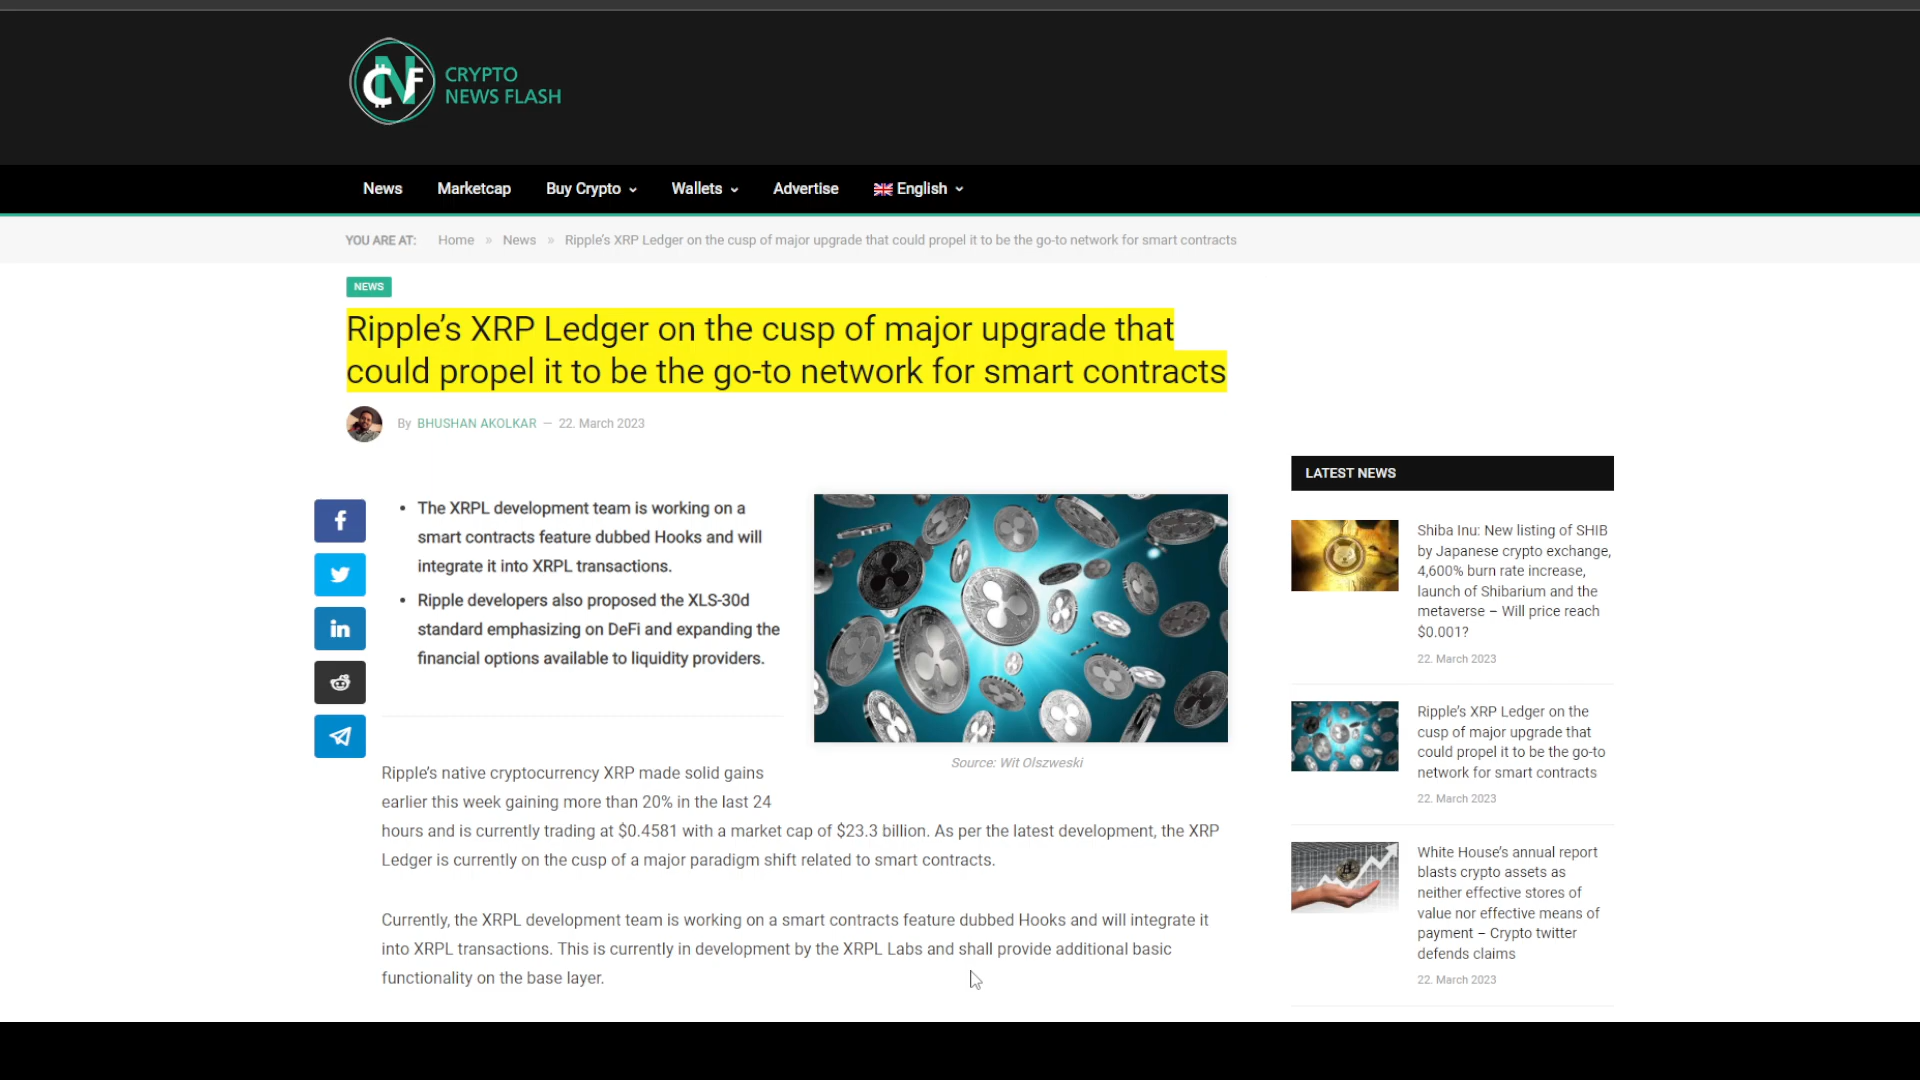 CRYPTO
NEWS FLASH
News
Marketcap
Buy Crypto
Wallets
Advertise
English
YOU ARE AT: Home » News » Ripple's XRP Ledger on the cusp of major upgrade that could propel it to be the go-to network for smart contracts
NEWS
Ripple's XRP Ledger on the cusp of major upgrade that
could propel it to be the go-to network for smart contracts
By BHUSHAN AKOLKAR — 22. March 2023
• The XRPL development team is working on a
smart contracts feature dubbed Hooks and will
integrate it into XRPL transactions.
• Ripple developers also proposed the XLS-30d
standard emphasizing on DeFi and expanding the
financial options available to liquidity providers.
Source: Wit Olszweski
Ripple's native cryptocurrency XRP made solid gains
earlier this week gaining more than 20% in the last 24
hours and is currently trading at $0.4581 with a market cap of $23.3 billion. As per the latest development, the XRP
Ledger is currently on the cusp of a major paradigm shift related to smart contracts.
Currently, the XRPL development team is working on a smart contracts feature dubbed Hooks and will integrate it
into XRPL transactions. This is currently in development by the XRPL Labs and shall provide additional basic
functionality on the base layer.
LATEST NEWS
Shiba Inu: New listing of SHIB
by Japanese crypto exchange,
4,600% burn rate increase,
launch of Shibarium and the
metaverse – Will price reach
$0.001?
22. March 2023
Ripple's XRP Ledger on the
cusp of major upgrade that
could propel it to be the go-to
network for smart contracts
22. March 2023
White House's annual report
blasts crypto assets as
neither effective stores of
value nor effective means of
payment – Crypto twitter
defends claims
22. March 2023